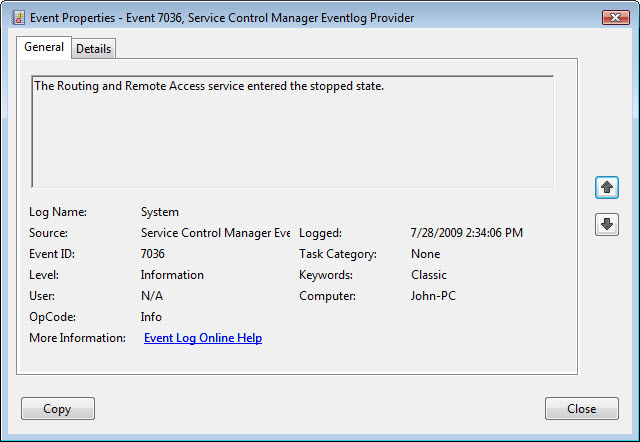 Event Properties - Event 7036, Service Control Manager Eventlog Provider
General Details
The Routing and Remote Access service entered the stopped state.
Log Name: System
Source: Service Control Manager Eve Logged: 7/28/2009 2:34:06 PM
Event ID: 7036 Task Category: None
Level: Information Keywords: Classic
User: N/A Computer: John-PC
OpCode: Info
More Information: Event Log Online Help
Copy Close